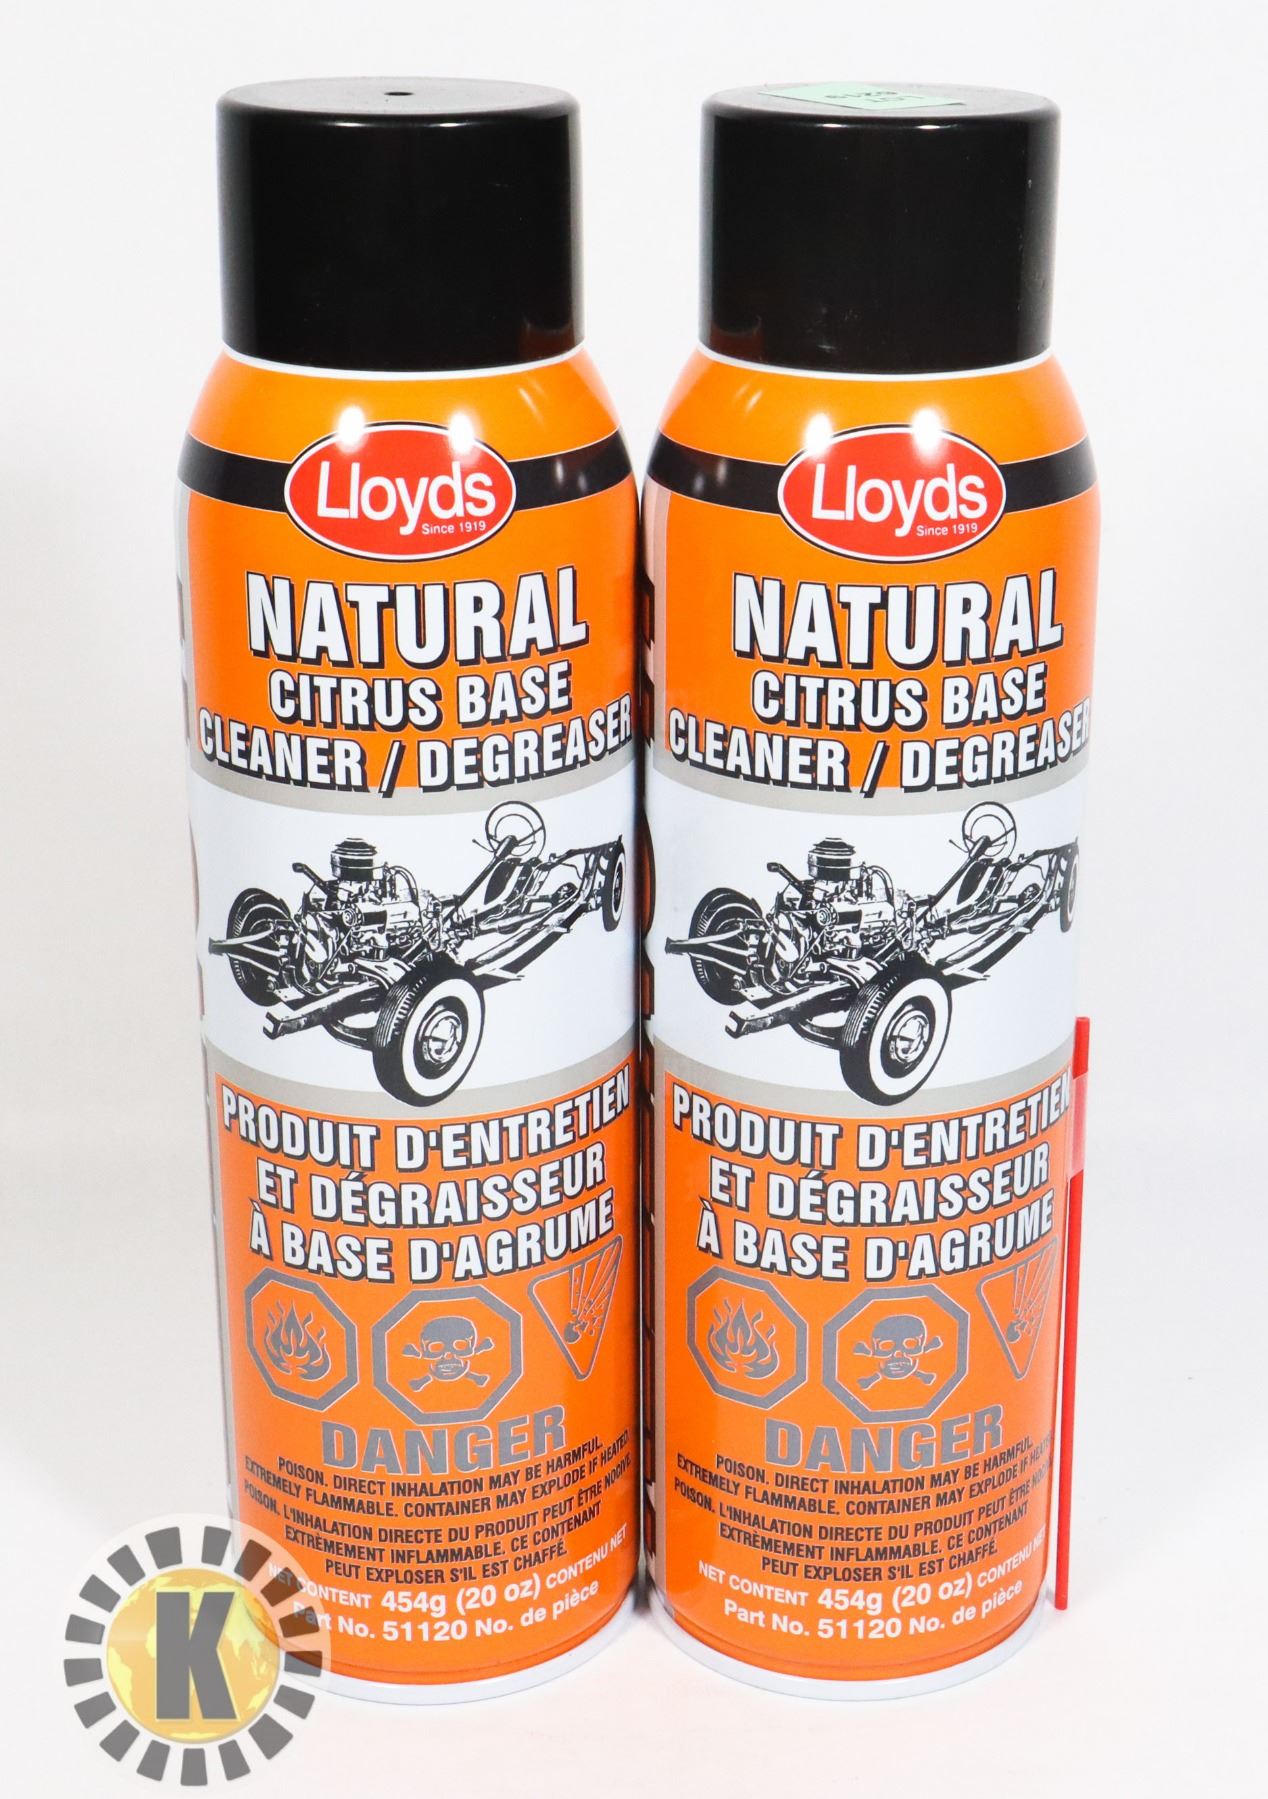 Lloyds
Since 1919
NATURAL
CITRUS BASE
CLEANER / DEGREASER
PRODUIT D'ENTRETIEN
ET DÉGRAISSEUR
À BASE D'AGRUME
DANGER
POISON. DIRECT INHALATION MAY BE HARMFUL.
EXTREMELY FLAMMABLE. CONTAINER MAY EXPLODE IF HEATED.
POISON. L'INHALATION DIRECTE DU PRODUIT PEUT ÊTRE NOCIVE.
EXTRÈMEMENT INFLAMMABLE. CE CONTENANT
PEUT EXPLOSER S'IL EST CHAFFÉ.
NET CONTENT 454g (20 oz) CONTENU NET
Part No. 51120 No. de pièce
LOT
Lloyds
Since 1919
NATURAL
CITRUS BASE
CLEANER / DEGREASER
PRODUIT D'ENTRETIEN
ET DÉGRAISSEUR
À BASE D'AGRUME
DANGER
POISON. DIRECT INHALATION MAY BE HARMFUL.
EXTREMELY FLAMMABLE. CONTAINER MAY EXPLODE IF HEATED
POISON. L'INHALATION DIRECTE DU PRODUIT PEUT ÊTRE NOCIVE
EXTRÈMEMENT INFLAMMABLE. CE CONTENANT
PEUT EXPLOSER S'IL EST CHAFFÉ.
NET CONTENT 454g (20 oz) CONTENU NET
Part No. 51120 No. de pièce
K